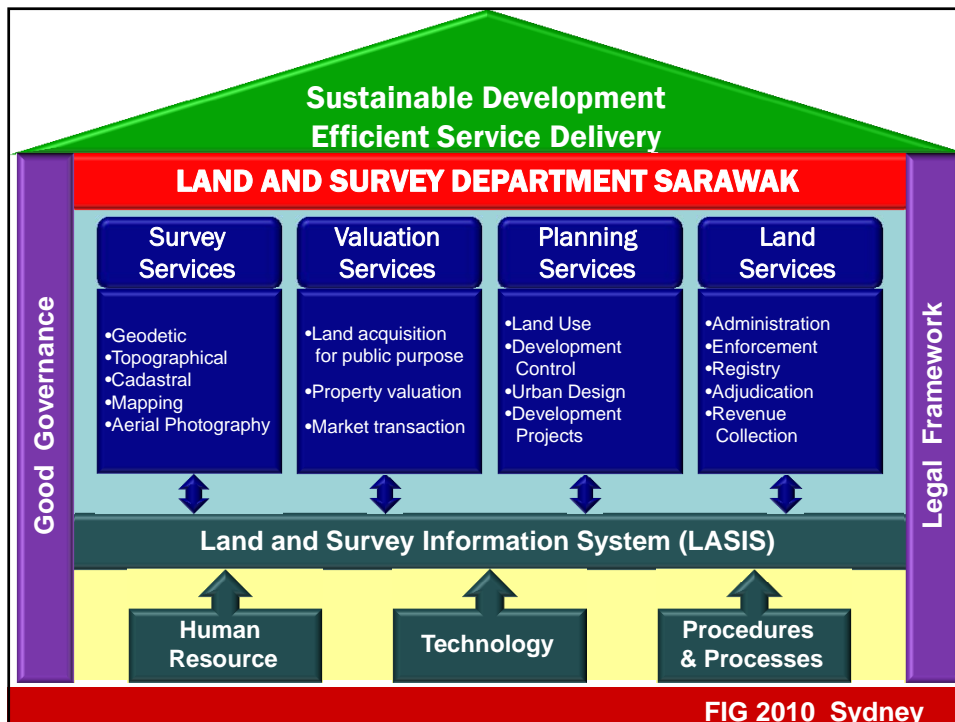 Sustainable Development
Efficient Service Delivery
LAND AND SURVEY DEPARTMENT SARAWAK
Good Governance
Survey
Services
•Geodetic
•Topographical
•Cadastral
•Mapping
•Aerial Photography
Valuation
Services
•Land acquisition
for public purpose
•Property valuation
•Market transaction
Planning
Services
•Land Use
•Development
Control
•Urban Design
•Development
Projects
Land
Services
•Administration
•Enforcement
•Registry
•Adjudication
•Revenue
Collection
Legal Framework
Land and Survey Information System (LASIS)
Human
Resource
Technology
Procedures
& Processes
FIG 2010 Sydney